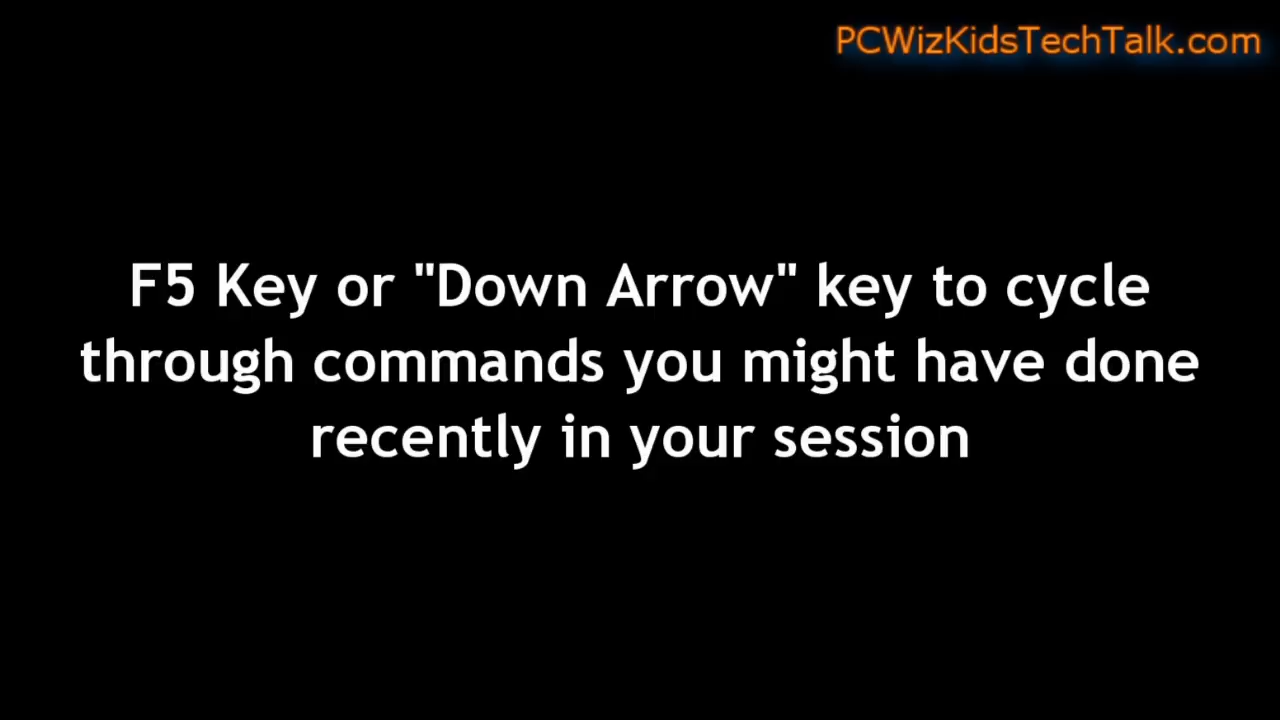 PCWizKidsTechTalk.com
F5 Key or "Down Arrow" key to cycle
through commands you might have done
recently in your session